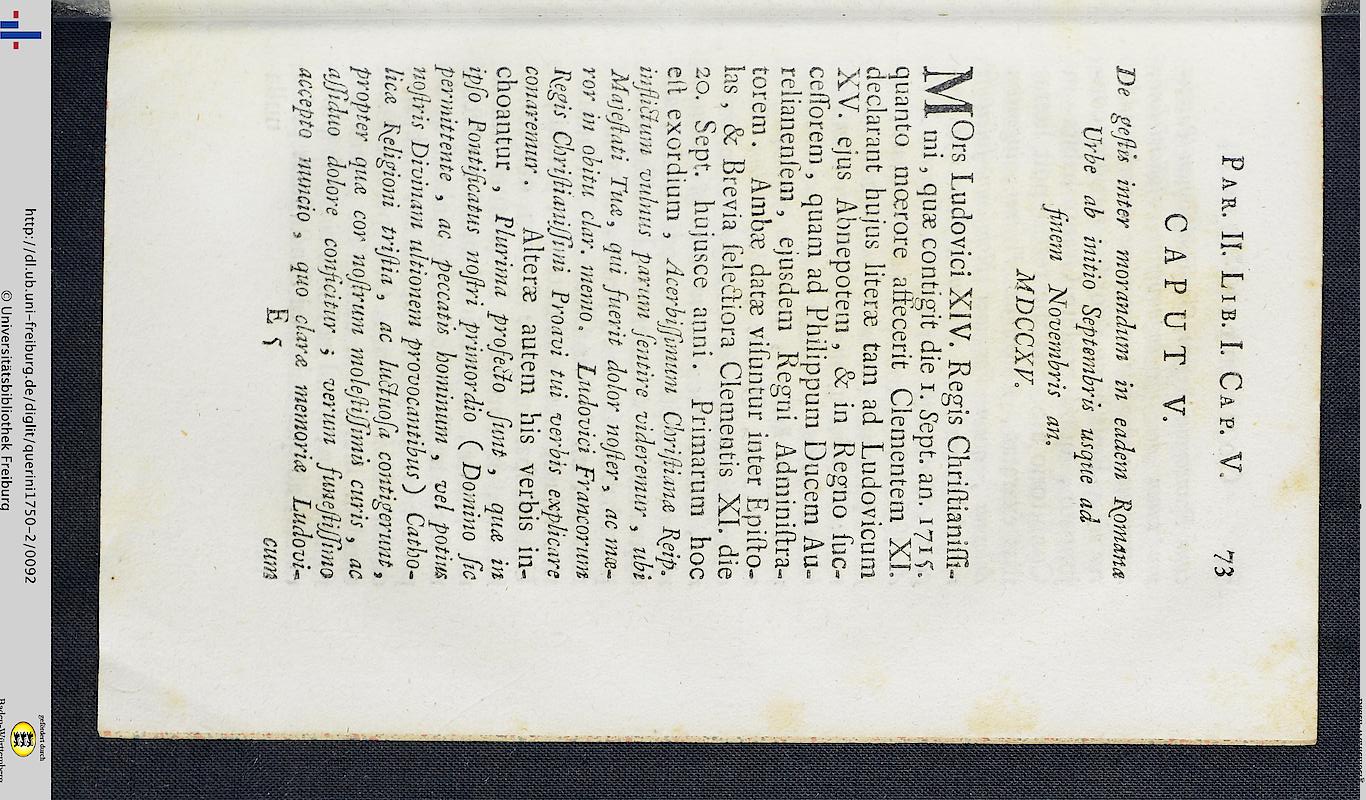 PAR. II. LIB. I. CAP. V. 73
CAPUT V.
De geſtis inter morandum in eadem Romana
Urbe ab initio Septembris usque ad
finem Novembris an.
MDCCXV.
MOrs Ludovici XIV. Regis Chriſtianiſſi-
mi, quæ contigit die 1. Sept. an. 1715.
quanto mœrore affecerit Clementem XI.
declarant hujus literæ tam ad Ludovicum
XV. ejus Abnepotem, & in Regno ſuc-
ceſſorem, quam ad Philippum Ducem Au-
relianenſem, ejusdem Regni Adminiſtra-
torem. Ambæ datæ viſuntur inter Epiſto-
las, & Brevia ſelectiora Clementis XI. die
20. Sept. hujusce anni. Primarum hoc
eſt exordium, Acerbiſſimum Chriſtianæ Reip.
inflictum vulnus parum ſentire videremur, ubi
Majeſtati Tuæ, qui fuerit dolor noſter, ac mæ-
ror in obitu clar. memo. Ludovici Francorum
Regis Chriſtianiſſimi Proavi tui verbis explicare
conaremur. Alteræ autem his verbis in-
choantur, Plurima profecto ſunt, quæ in
ipſo Pontificatus noſtri primordio (Domino ſic
permittente, ac peccatis hominum, vel potius
noſtris Divinam ultionem provocantibus) Catho-
licæ Religioni triſtia, ac luctuoſa contigerunt,
propter quæ cor noſtrum moleſtiſſimis curis, ac
aſſiduo dolore conficitur; verum funeſtiſſimo
accepto nuncio, quo claræ memoriæ Ludovi-
E 5 cum
http://dl.ub.uni-freiburg.de/diglit/querini1750-2/0092
© Universitätsbibliothek Freiburg
gefördert durch
Baden-Württemberg